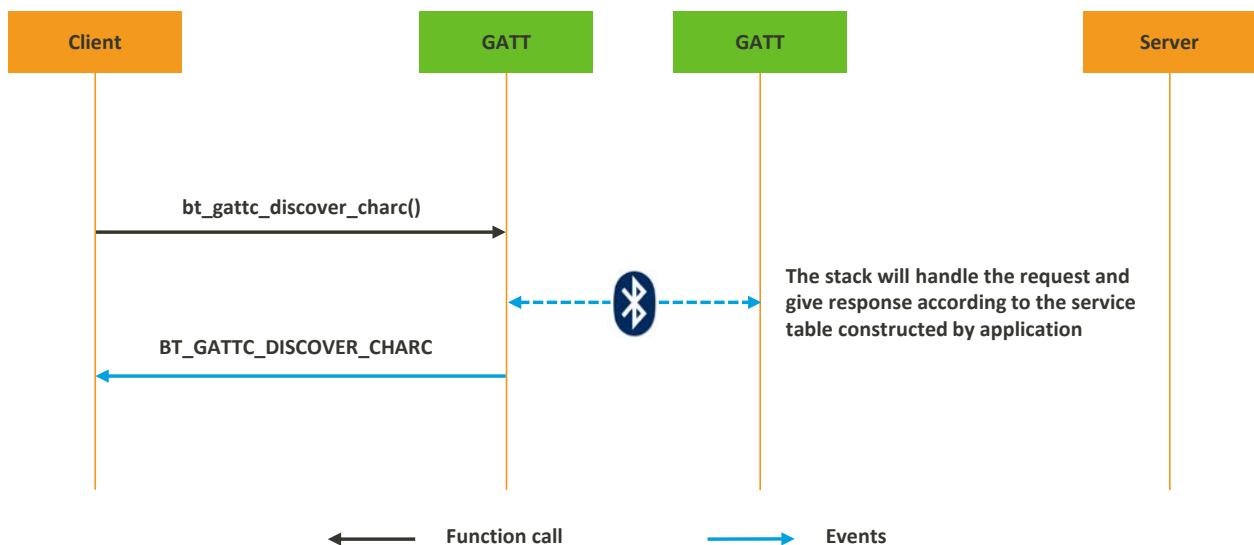 Client
GATT
GATT
Server
bt_gattc_discover_charc()
The stack will handle the request and
give response according to the service
table constructed by application
BT_GATTC_DISCOVER_CHARC
Function call
Events